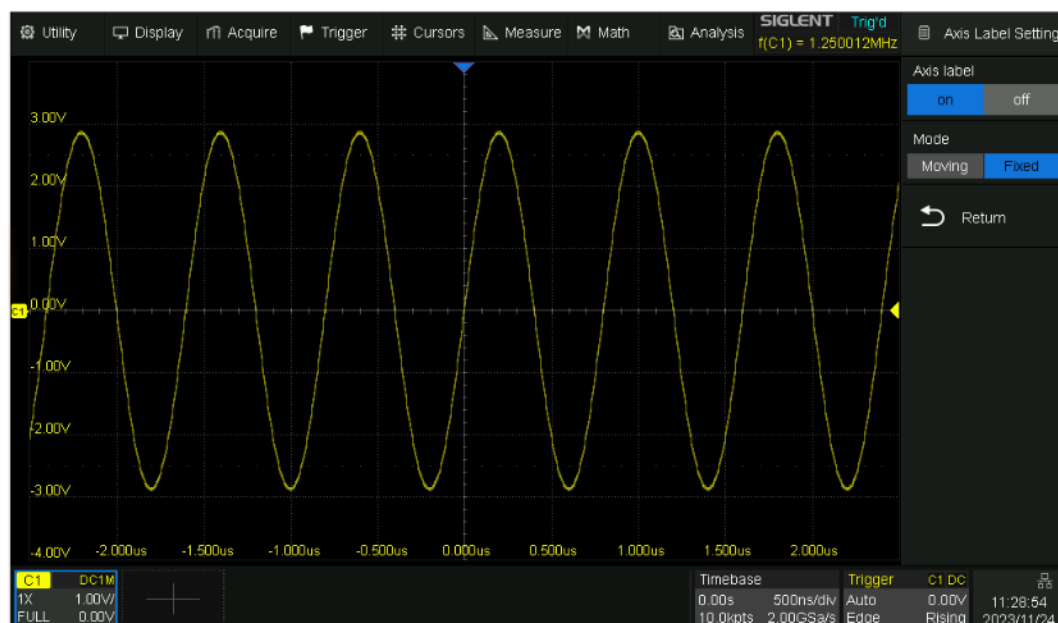 Utility Display Acquire Trigger Cursors Measure Math Analysis
SIGLENT Trig'd
f(C1) = 1.250012MHz
Axis Label Setting
Axis label
on off
Mode
Moving Fixed
Return
3.00V
2.00V
1.00V
C1 0.00V
-1.00V
-2.00V
-3.00V
-4.00V -2.000us -1.500us -1.000us -0.500us 0.000us 0.500us 1.000us 1.500us 2.000us
C1 DC1M
1X 1.00V/
FULL 0.00V
Timebase
0.00s 500ns/div
10.0kpts 2.00GSa/s
Trigger C1 DC
Auto 0.00V
Edge Rising
11:28:54
2023/11/24